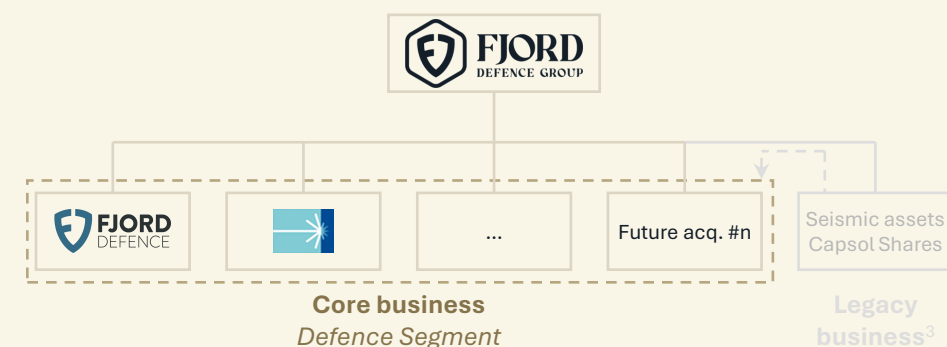 FJORD
DEFENCE GROUP
FJORD
DEFENCE
...
Future acq. #n
Seismic assets
Capsol Shares
Core business
Defence Segment
Legacy
business³